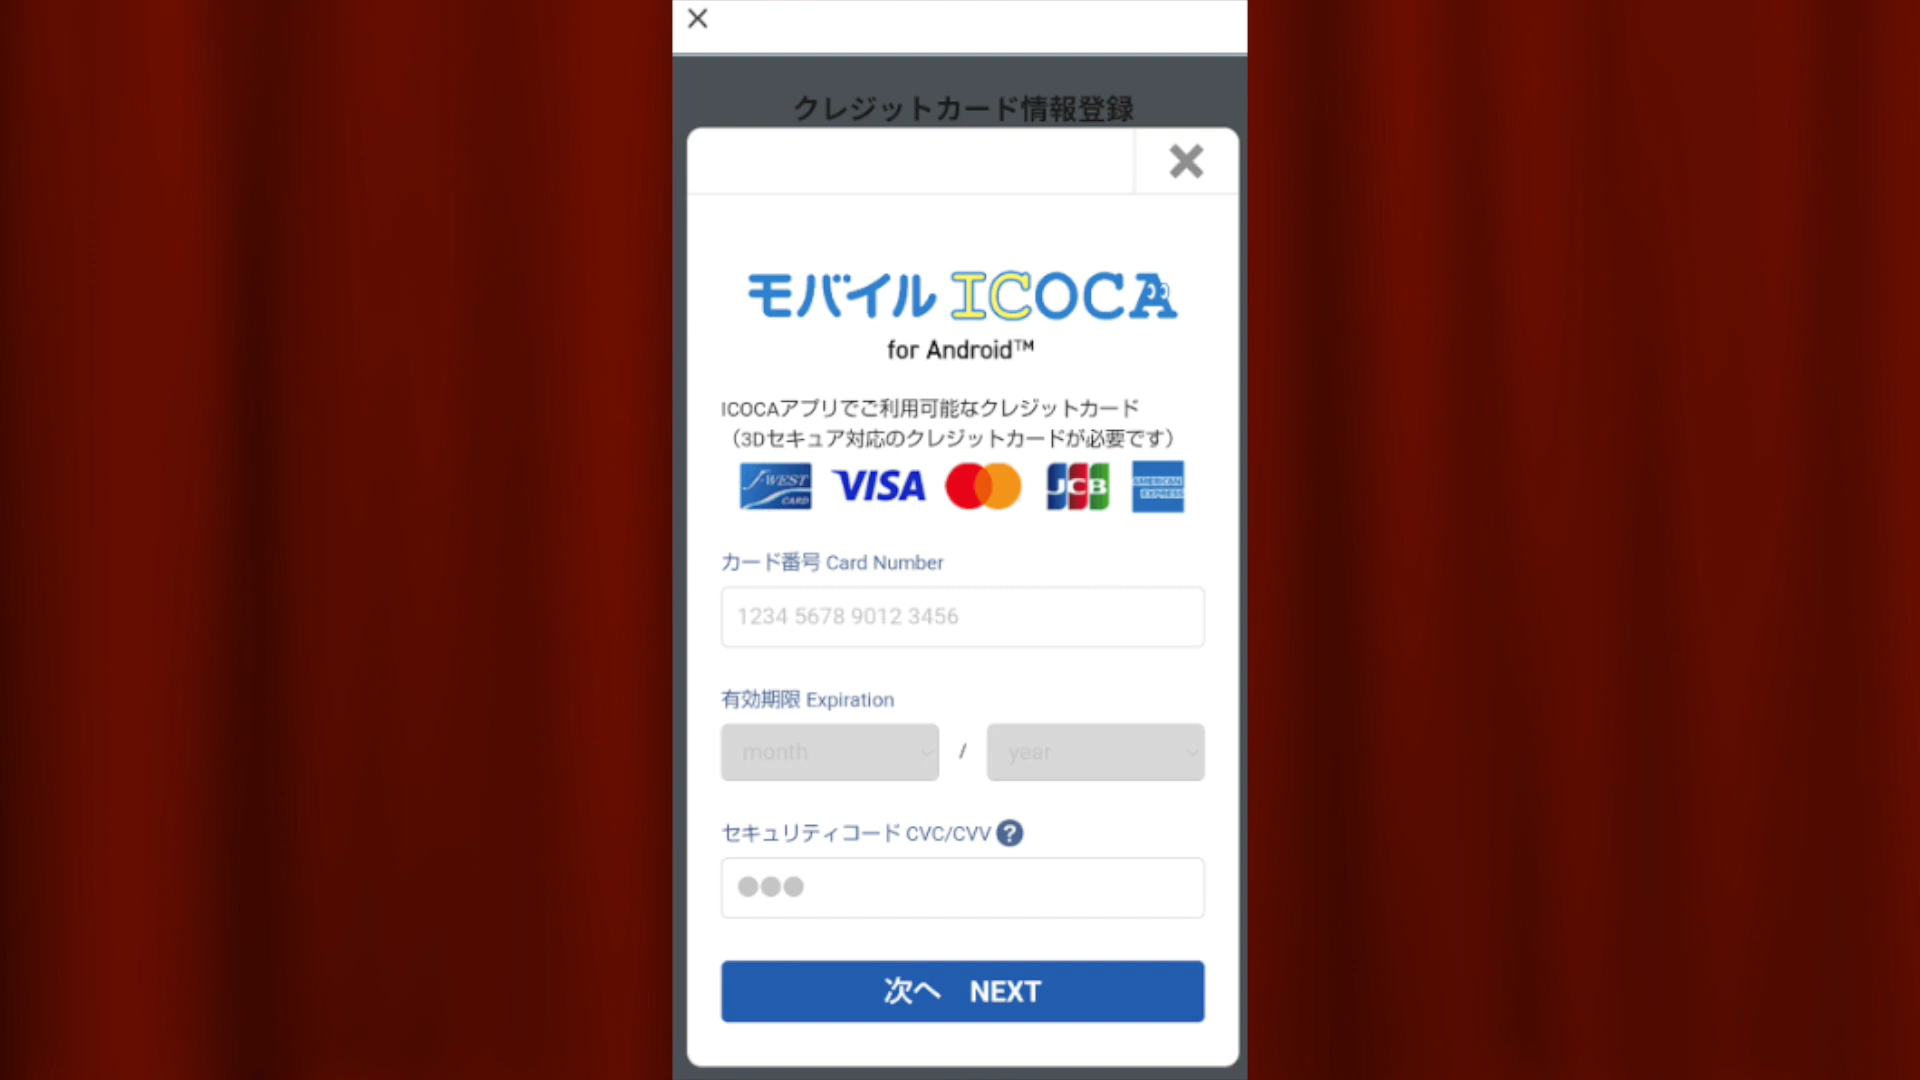 クレジットカード情報登録
モバイル ICOCA
for Android™
ICOCAアプリでご利用可能なクレジットカード
（3Dセキュア対応のクレジットカードが必要です）
J-WEST CARD VISA JCB AMERICAN EXPRESS
カード番号 Card Number
1234 5678 9012 3456
有効期限 Expiration
month / year
セキュリティコード CVC/CVV ?
次へ NEXT